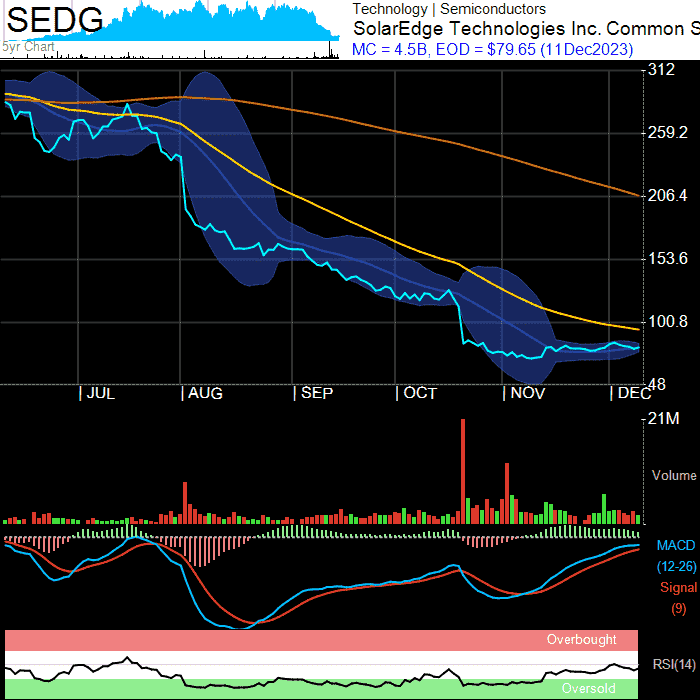 SEDG
5yr Chart
Technology | Semiconductors
SolarEdge Technologies Inc. Common S
MC = 4.5B, EOD = $79.65 (11Dec2023)
312
259.2
206.4
153.6
100.8
48
JUL AUG SEP OCT NOV DEC
21M
Volume
MACD
(12-26)
Signal
(9)
Overbought
RSI(14)
Oversold